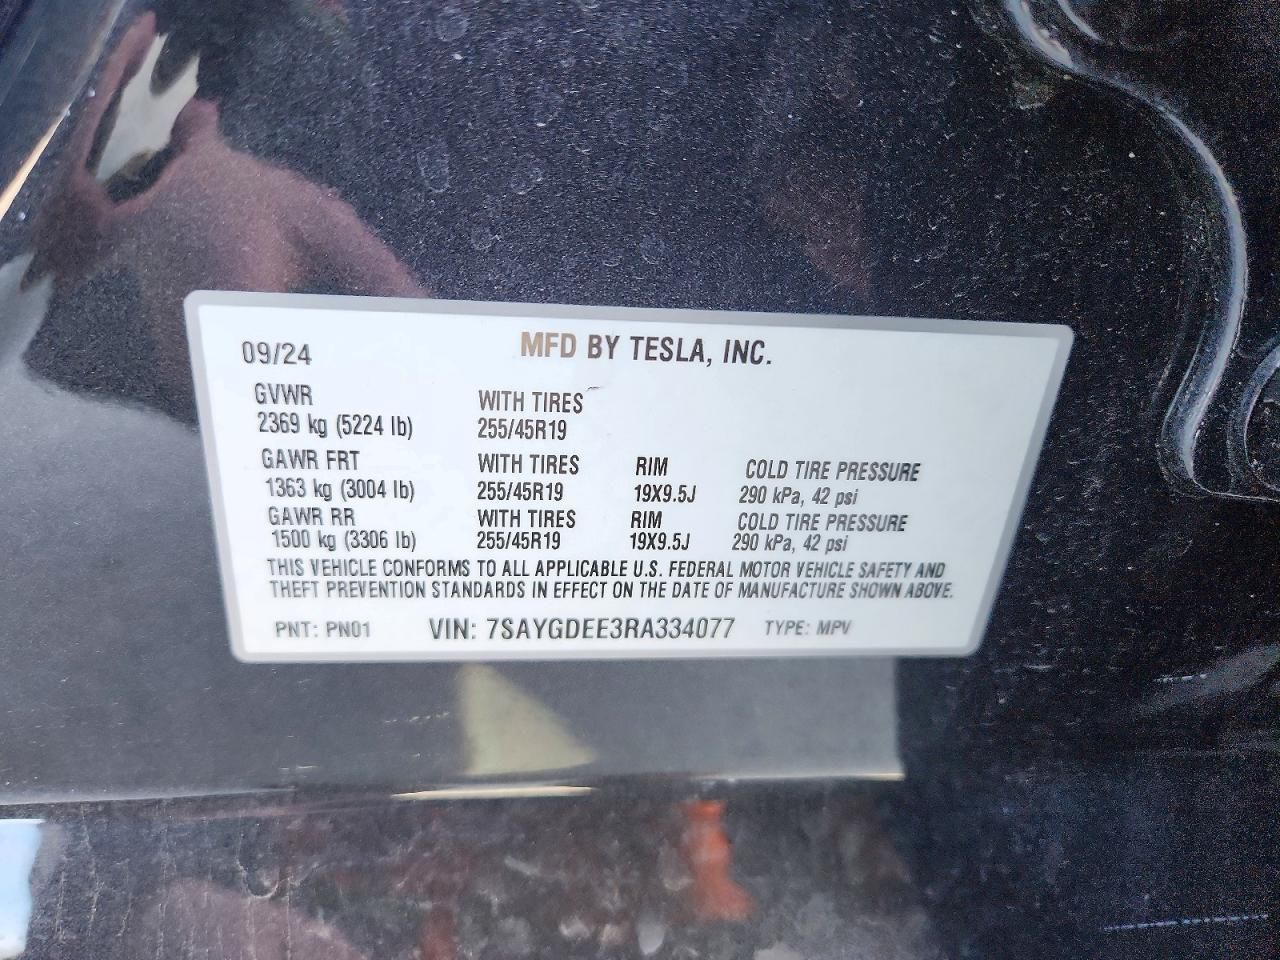 09/24 MFD BY TESLA, INC.
GVWR WITH TIRES
2369 kg (5224 lb) 255/45R19
GAWR FRT WITH TIRES RIM COLD TIRE PRESSURE
1363 kg (3004 lb) 255/45R19 19X9.5J 290 kPa, 42 psi
GAWR RR WITH TIRES RIM COLD TIRE PRESSURE
1500 kg (3306 lb) 255/45R19 19X9.5J 290 kPa, 42 psi
THIS VEHICLE CONFORMS TO ALL APPLICABLE U.S. FEDERAL MOTOR VEHICLE SAFETY AND
THEFT PREVENTION STANDARDS IN EFFECT ON THE DATE OF MANUFACTURE SHOWN ABOVE.
PNT: PN01 VIN: 7SAYGDEE3RA334077 TYPE: MPV